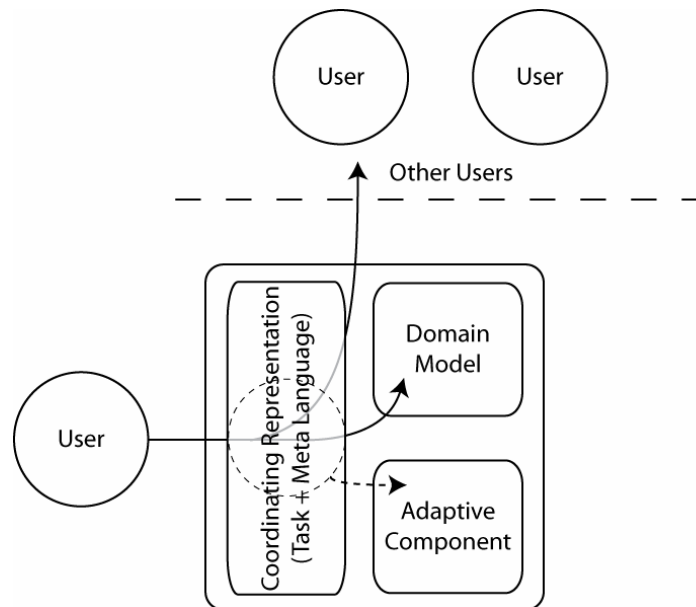 User
User
Other Users
Coordinating Representation
(Task + Meta Language)
Domain
Model
User
Adaptive
Component